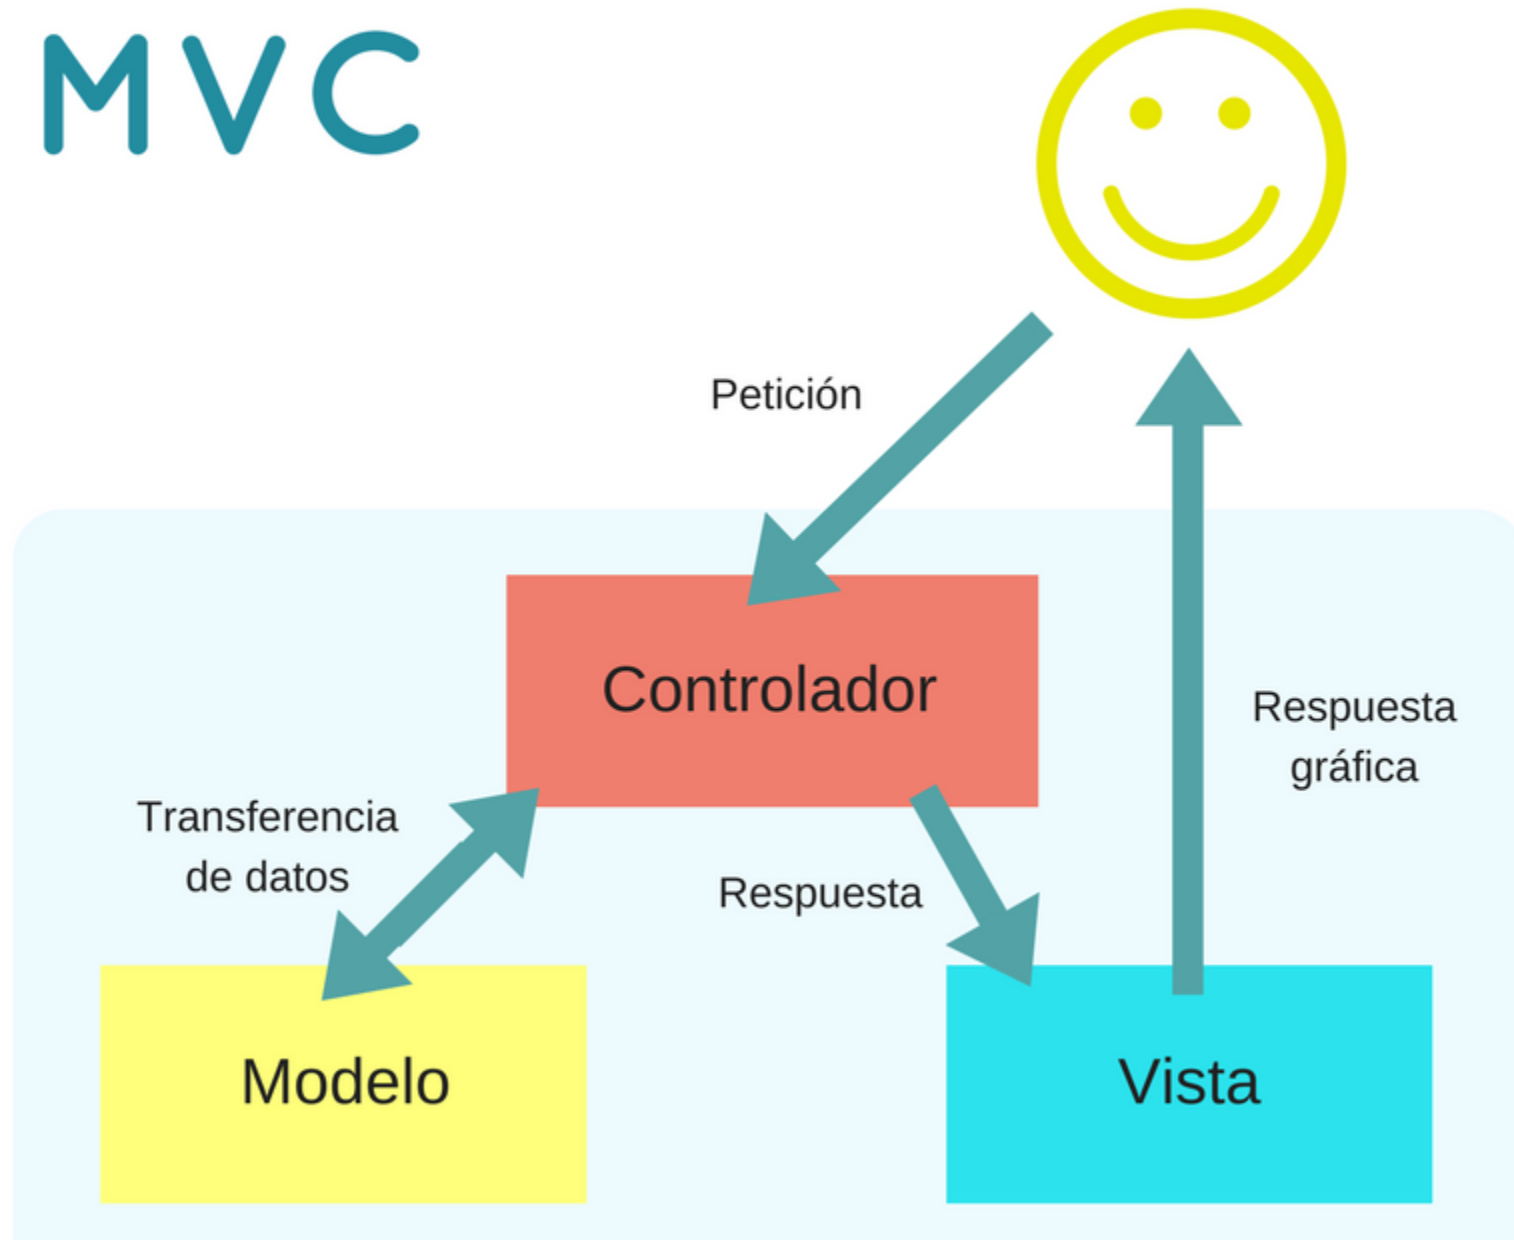 MVC
Petición
Controlador
Respuesta
gráfica
Transferencia
de datos
Respuesta
Modelo
Vista